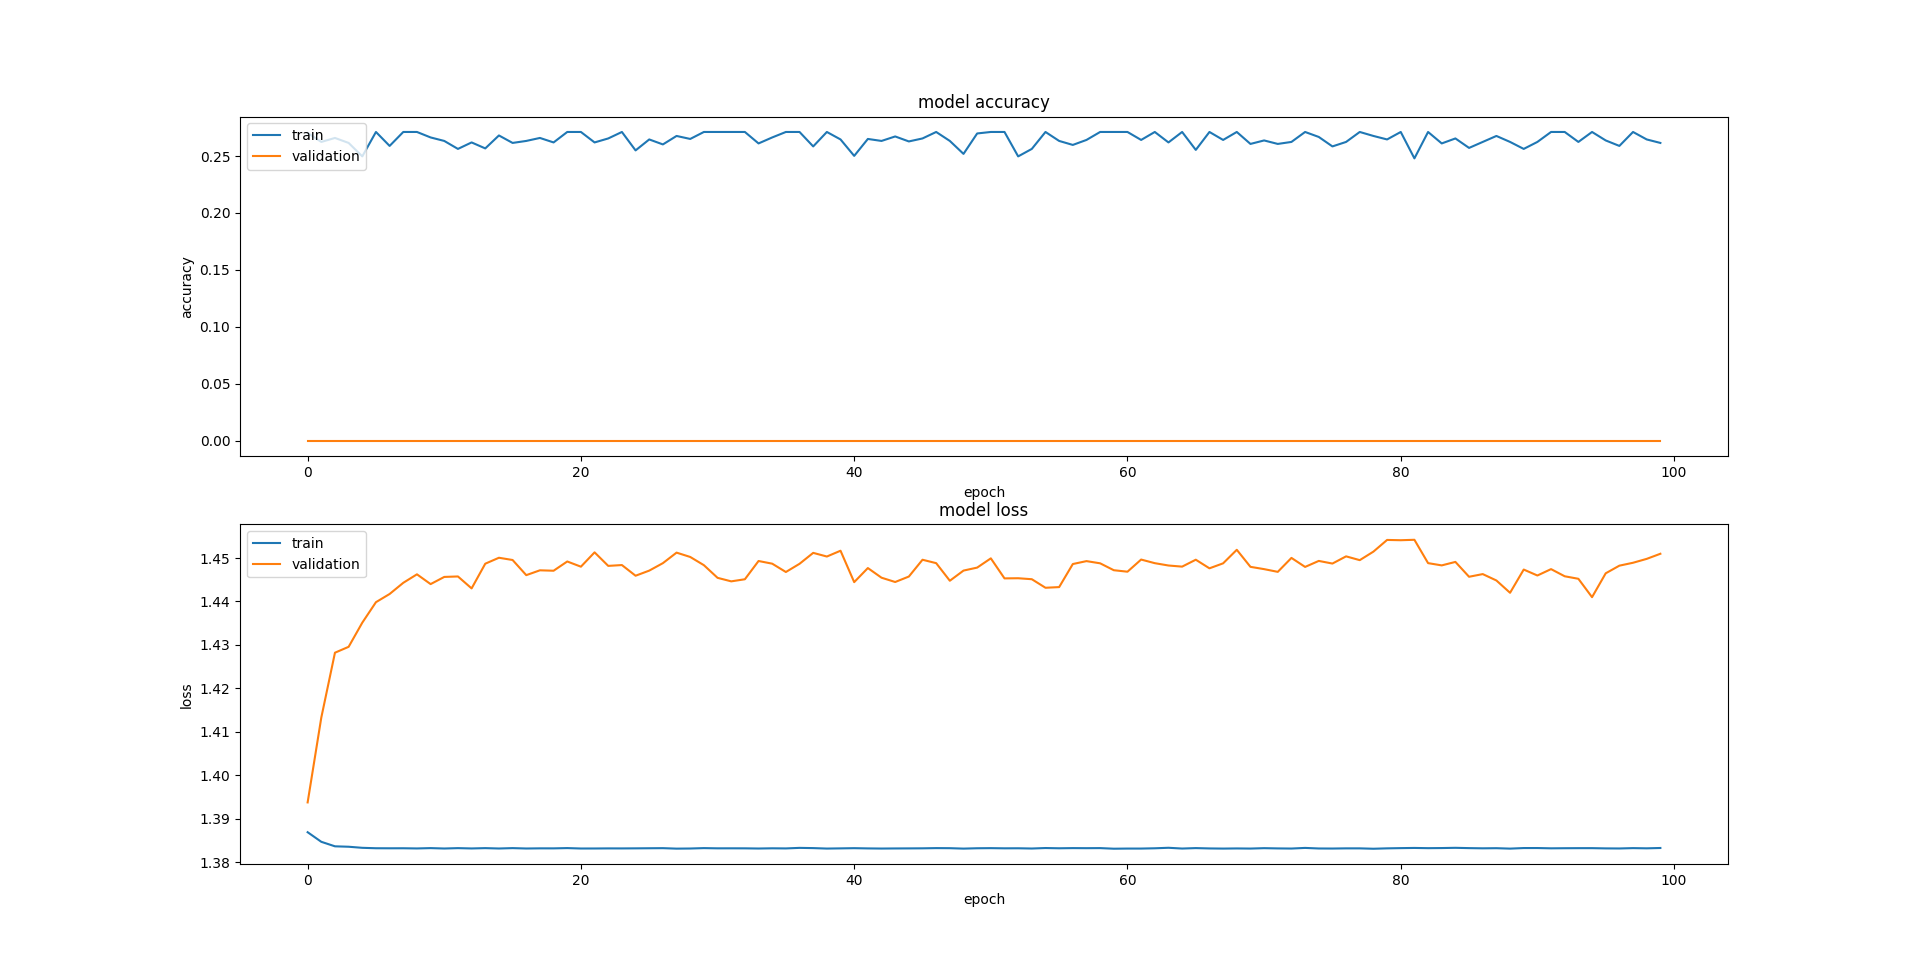 model accuracy
train
validation
0.25
0.20
0.15
0.10
0.05
0.00
accuracy
0 20 40 60 80 100
epoch
model loss
train
validation
1.45
1.44
1.43
1.42
1.41
1.40
1.39
1.38
loss
0 20 40 60 80 100
epoch